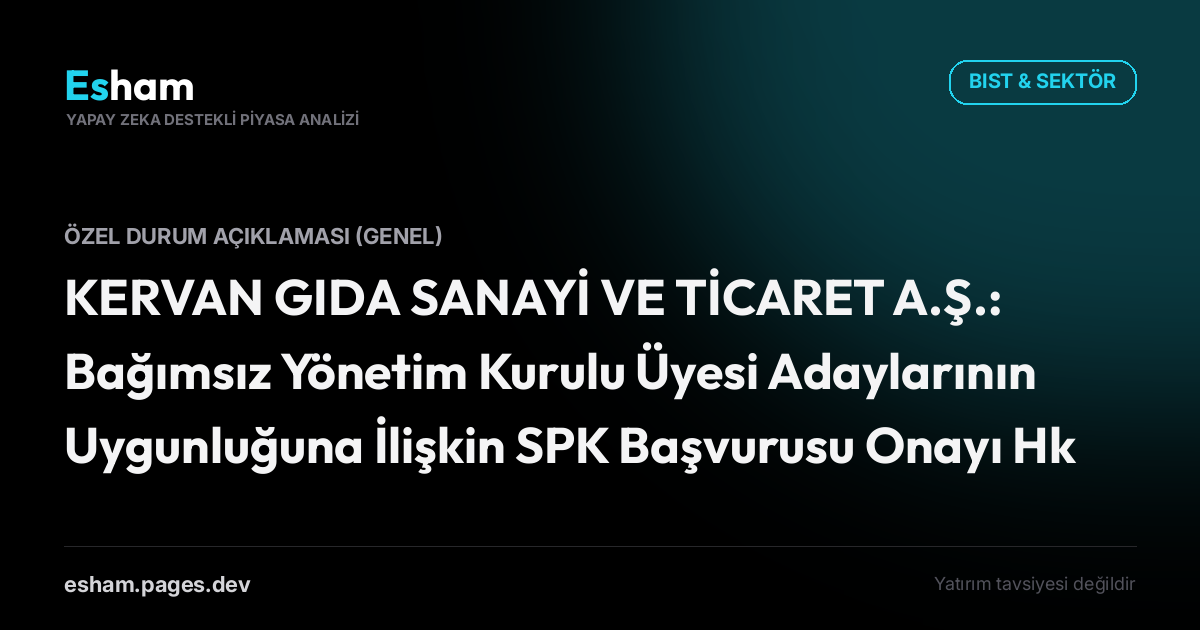 Esham
BIST & SEKTÖR
YAPAY ZEKA DESTEKLİ PİYASA ANALİZİ
ÖZEL DURUM AÇIKLAMASI (GENEL)
KERVAN GIDA SANAYİ VE TİCARET A.Ş.:
Bağımsız Yönetim Kurulu Üyesi Adaylarının
Uygunluğuna İlişkin SPK Başvurusu Onayı Hk
esham.pages.dev
Yatırım tavsiyesi değildir